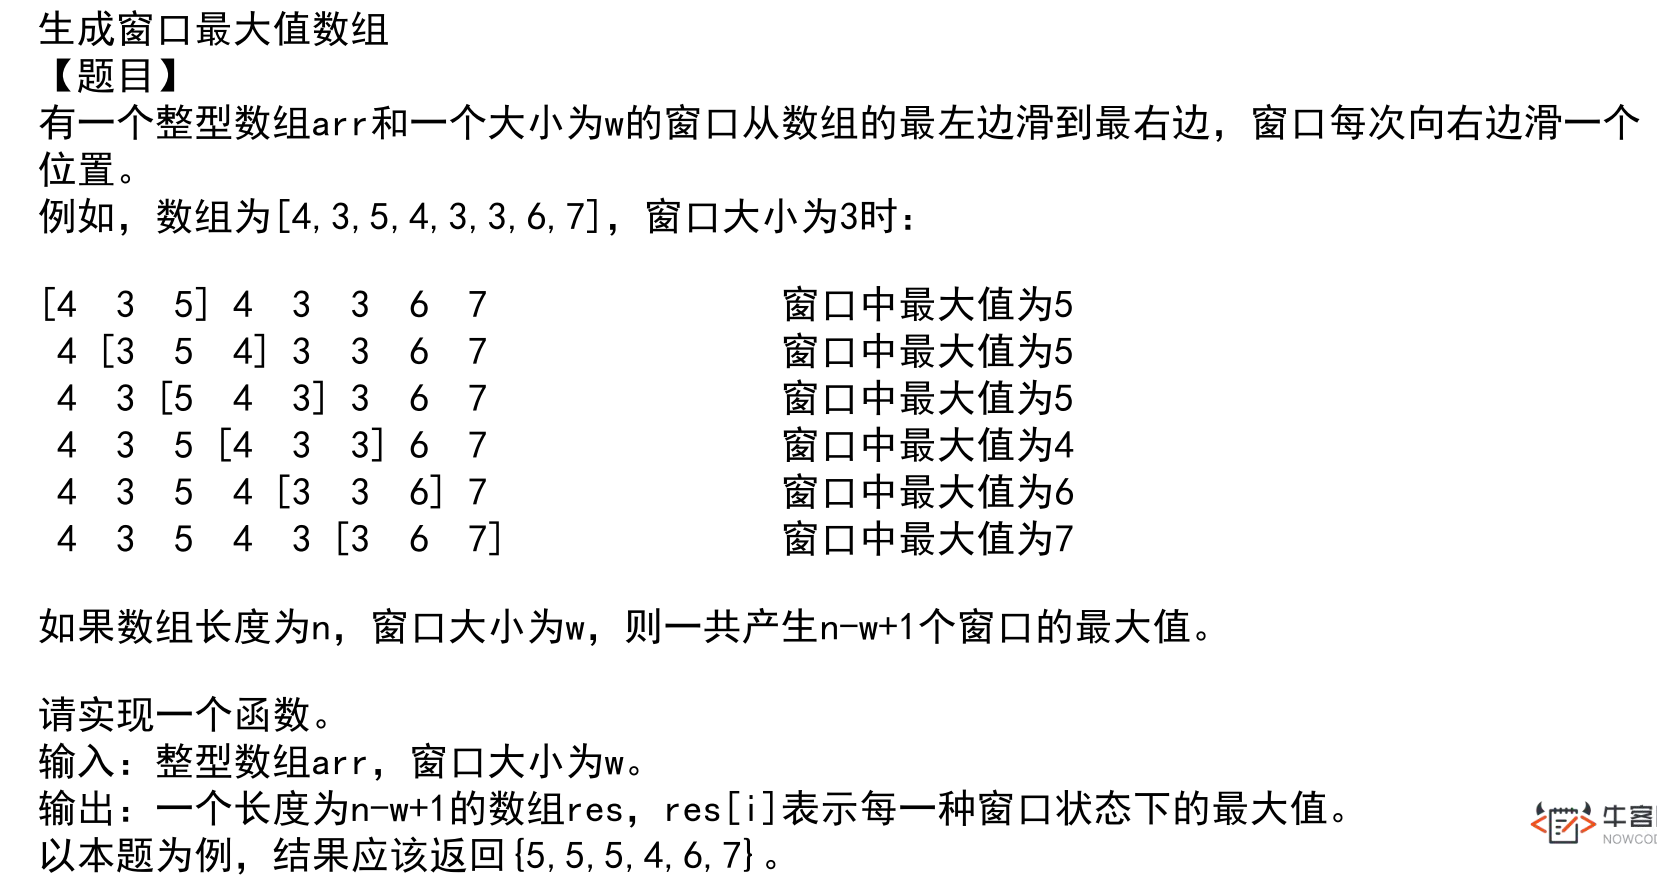 生成窗口最大值数组
【题目】
有一个整型数组arr和一个大小为w的窗口从数组的最左边滑到最右边，窗口每次向右边滑一个
位置。
例如，数组为[4,3,5,4,3,3,6,7]，窗口大小为3时：
[4 3 5] 4 3 3 6 7 窗口中最大值为5
4 [3 5 4] 3 3 6 7 窗口中最大值为5
4 3 [5 4 3] 3 6 7 窗口中最大值为5
4 3 5 [4 3 3] 6 7 窗口中最大值为4
4 3 5 4 [3 3 6] 7 窗口中最大值为6
4 3 5 4 3 [3 6 7] 窗口中最大值为7
如果数组长度为n，窗口大小为w，则一共产生n-w+1个窗口的最大值。
请实现一个函数。
输入：整型数组arr，窗口大小为w。
输出：一个长度为n-w+1的数组res，res[i]表示每一种窗口状态下的最大值。
以本题为例，结果应该返回{5,5,5,4,6,7}。
牛客